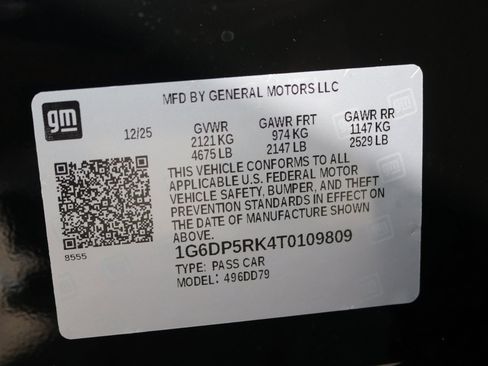 MFD BY GENERAL MOTORS LLC
gm
12/25
GVWR GAWR FRT GAWR RR
2121 KG 974 KG 1147 KG
4675 LB 2147 LB 2529 LB
THIS VEHICLE CONFORMS TO ALL
APPLICABLE U.S. FEDERAL MOTOR
VEHICLE SAFETY, BUMPER, AND THEFT
PREVENTION STANDARDS IN EFFECT ON
THE DATE OF MANUFACTURE SHOWN
ABOVE.
8555
1G6DP5RK4T0109809
TYPE: PASS CAR
MODEL: 496DD79